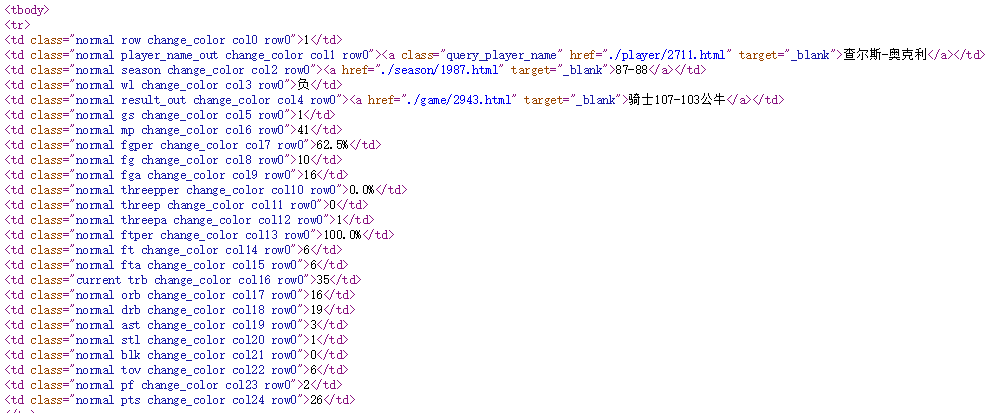 <tbody>
<tr>
<td class="normal row change_color col0 row0">1</td>
<td class="normal player_name_out change_color col1 row0"><a class="query_player_name" href="./player/2711.html" target="_blank">查尔斯-奥克利</a></td>
<td class="normal season change_color col2 row0"><a href="./season/1987.html" target="_blank">87-88</a></td>
<td class="normal wl change_color col3 row0">负</td>
<td class="normal result_out change_color col4 row0"><a href="./game/2943.html" target="_blank">骑士107-103公牛</a></td>
<td class="normal gs change_color col5 row0">1</td>
<td class="normal mp change_color col6 row0">41</td>
<td class="normal fgper change_color col7 row0">62.5%</td>
<td class="normal fg change_color col8 row0">10</td>
<td class="normal fga change_color col9 row0">16</td>
<td class="normal threepper change_color col10 row0">0.0%</td>
<td class="normal threep change_color col11 row0">0</td>
<td class="normal threepa change_color col12 row0">1</td>
<td class="normal ftper change_color col13 row0">100.0%</td>
<td class="normal ft change_color col14 row0">6</td>
<td class="normal fta change_color col15 row0">6</td>
<td class="current trb change_color col16 row0">35</td>
<td class="normal orb change_color col17 row0">16</td>
<td class="normal drb change_color col18 row0">19</td>
<td class="normal ast change_color col19 row0">3</td>
<td class="normal stl change_color col20 row0">1</td>
<td class="normal blk change_color col21 row0">0</td>
<td class="normal tov change_color col22 row0">6</td>
<td class="normal pf change_color col23 row0">2</td>
<td class="normal pts change_color col24 row0">26</td>